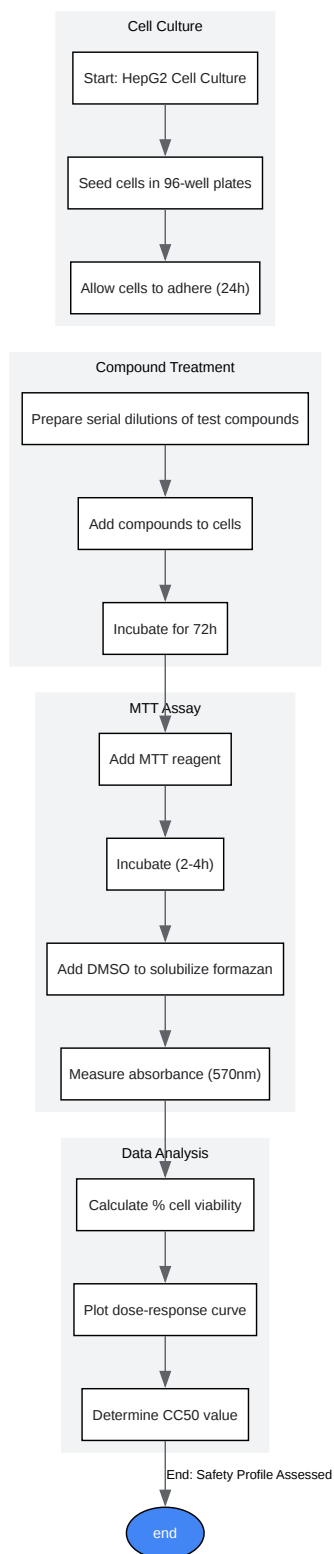 Cell Culture
Start: HepG2 Cell Culture
Seed cells in 96-well plates
Allow cells to adhere (24h)
Compound Treatment
Prepare serial dilutions of test compounds
Add compounds to cells
Incubate for 72h
MTT Assay
Add MTT reagent
Incubate (2-4h)
Add DMSO to solubilize formazan
Measure absorbance (570nm)
Data Analysis
Calculate % cell viability
Plot dose-response curve
Determine CC50 value
End: Safety Profile Assessed
end